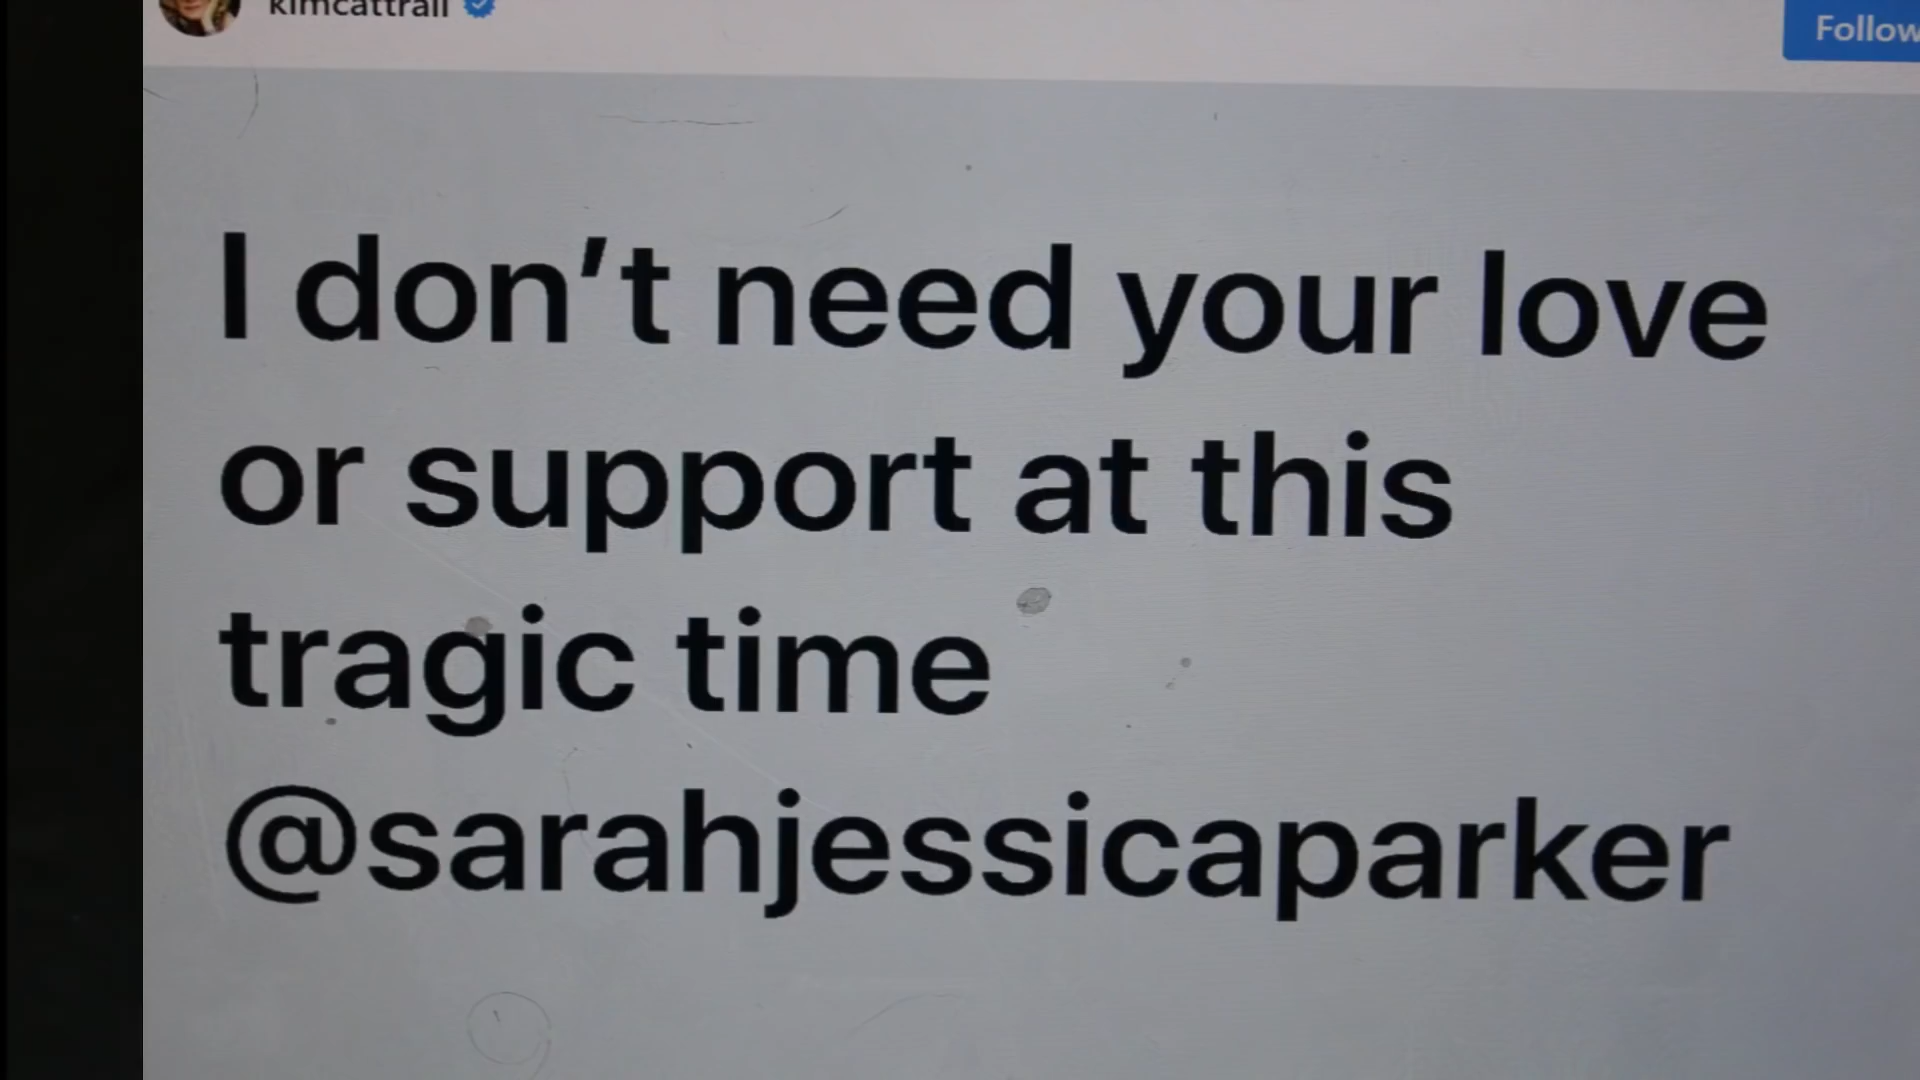 kimcattrall
Follow
I don’t need your love
or support at this
tragic time
@sarahjessicaparker